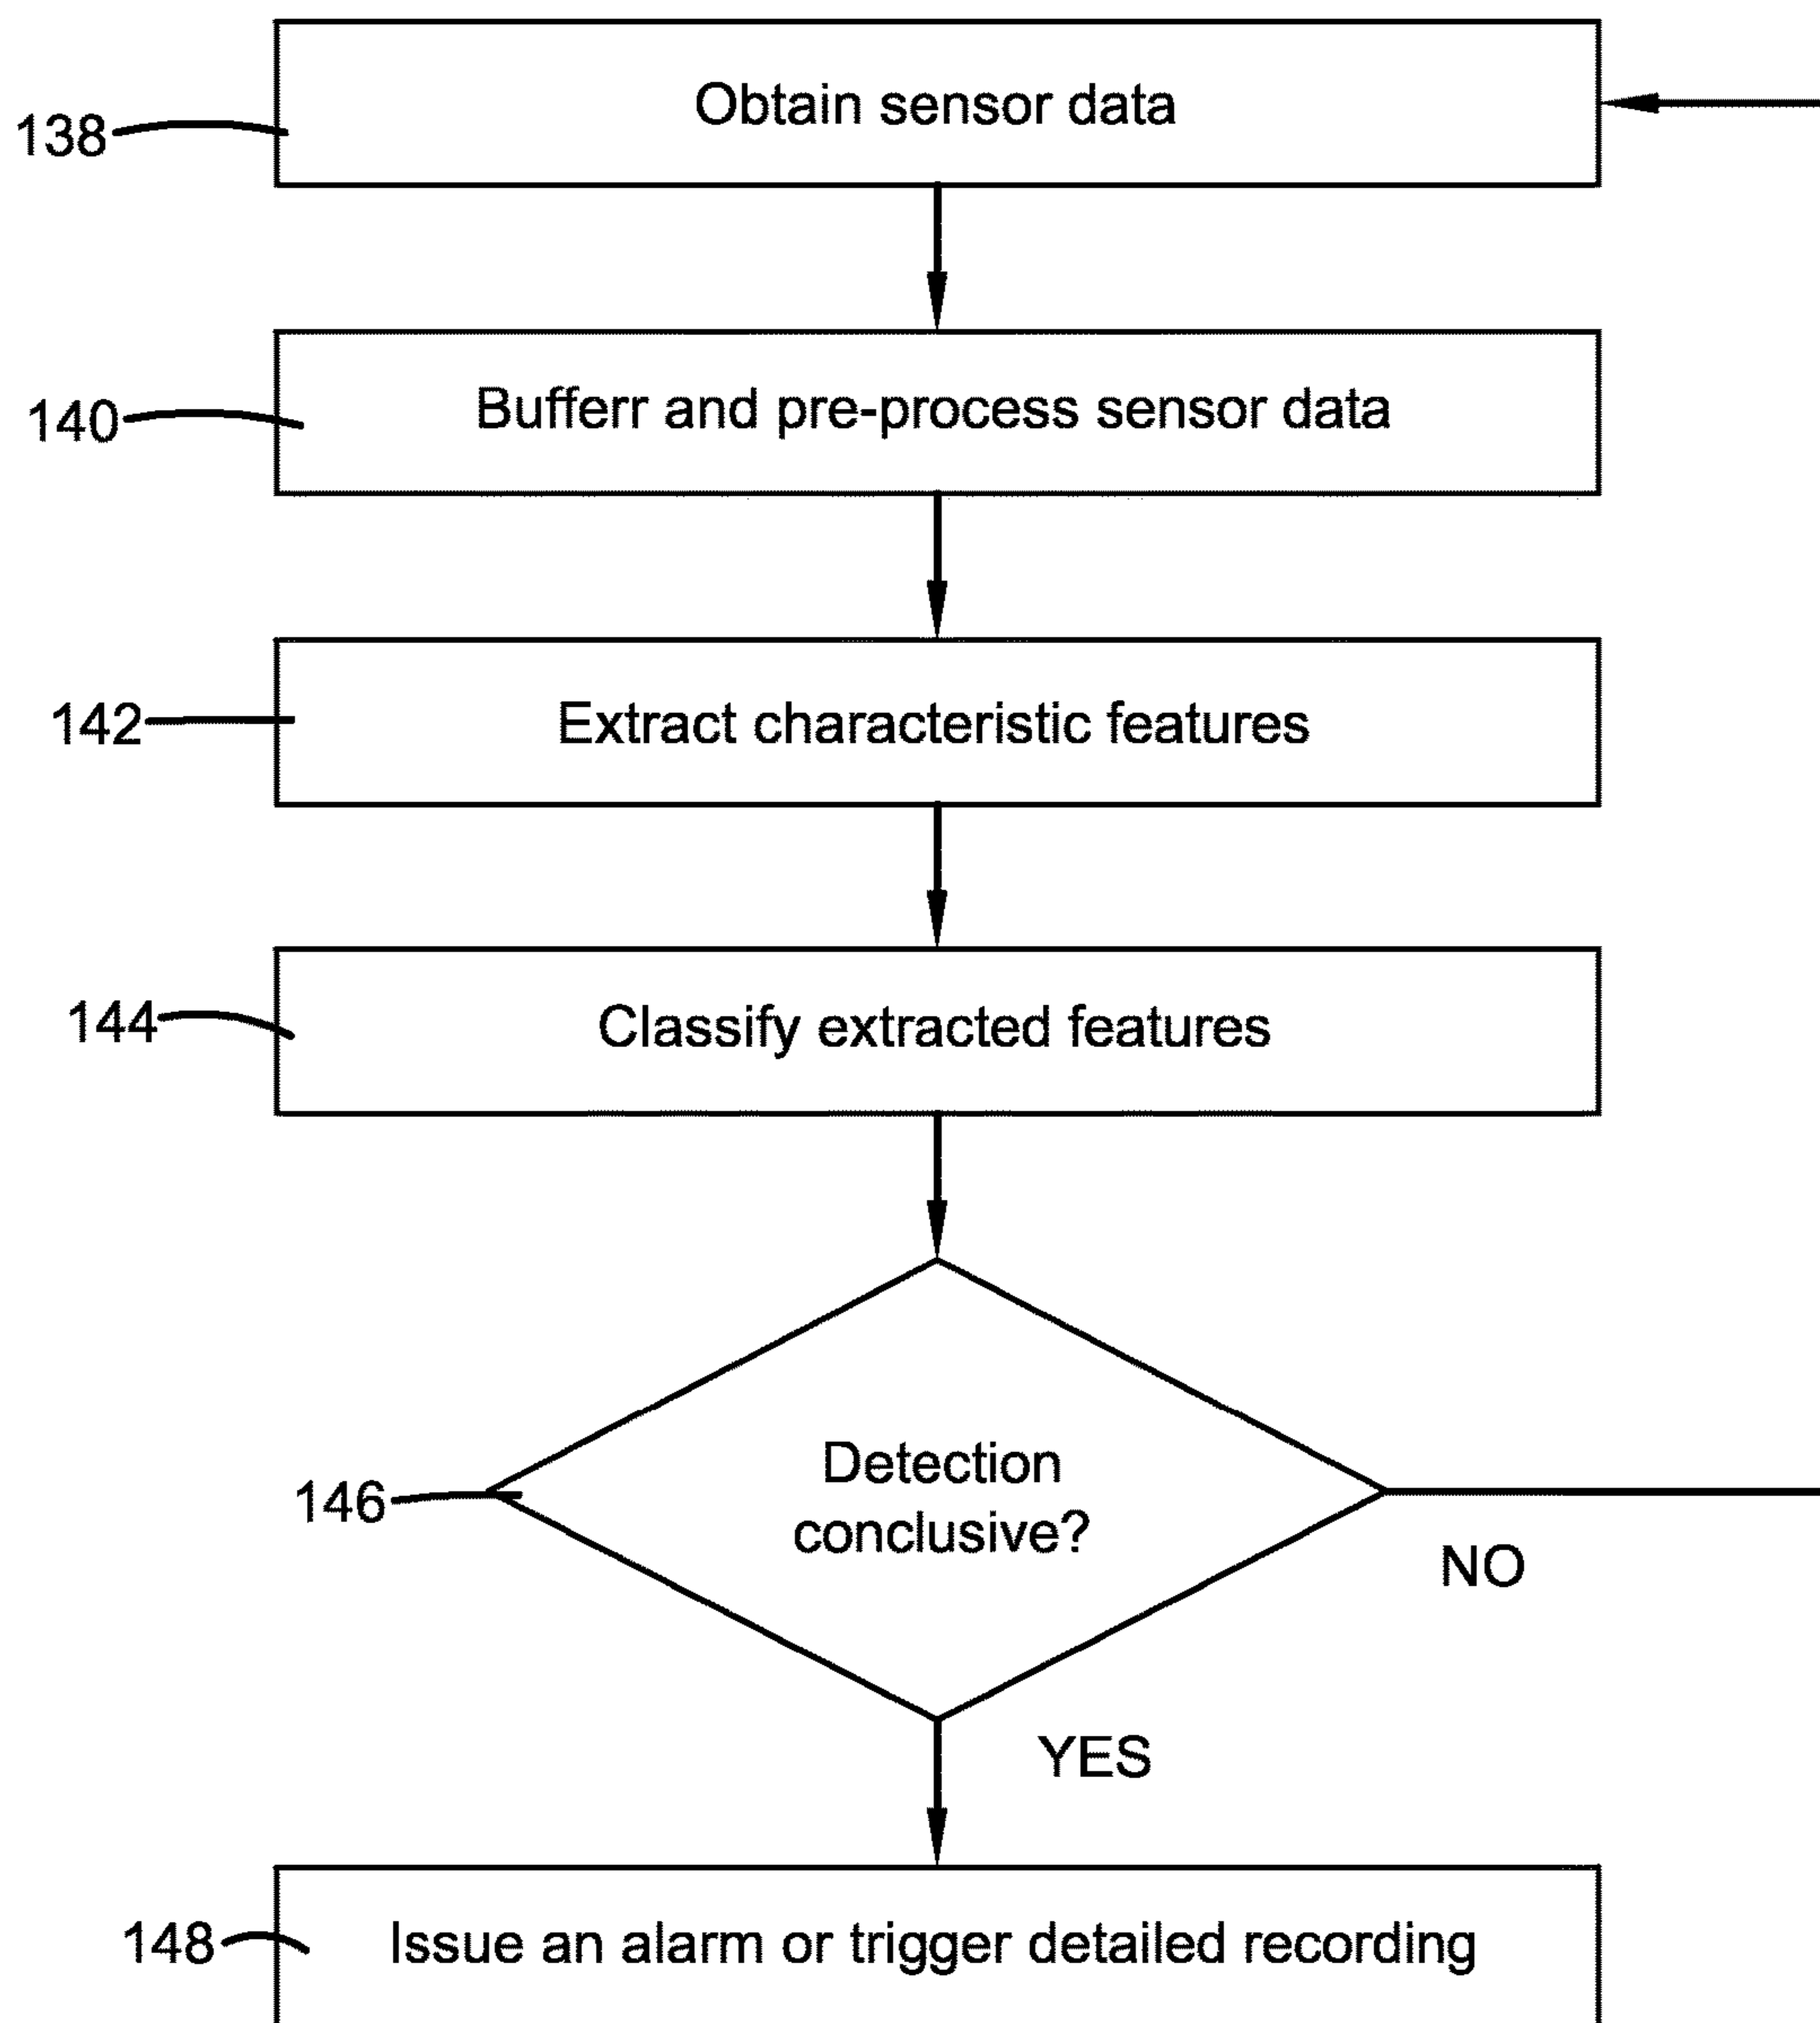 Obtain sensor data
138
Bufferr and pre-process sensor data
140
Extract characteristic features
142
Classify extracted features
144
Detection
conclusive?
146
NO
YES
Issue an alarm or trigger detailed recording
148